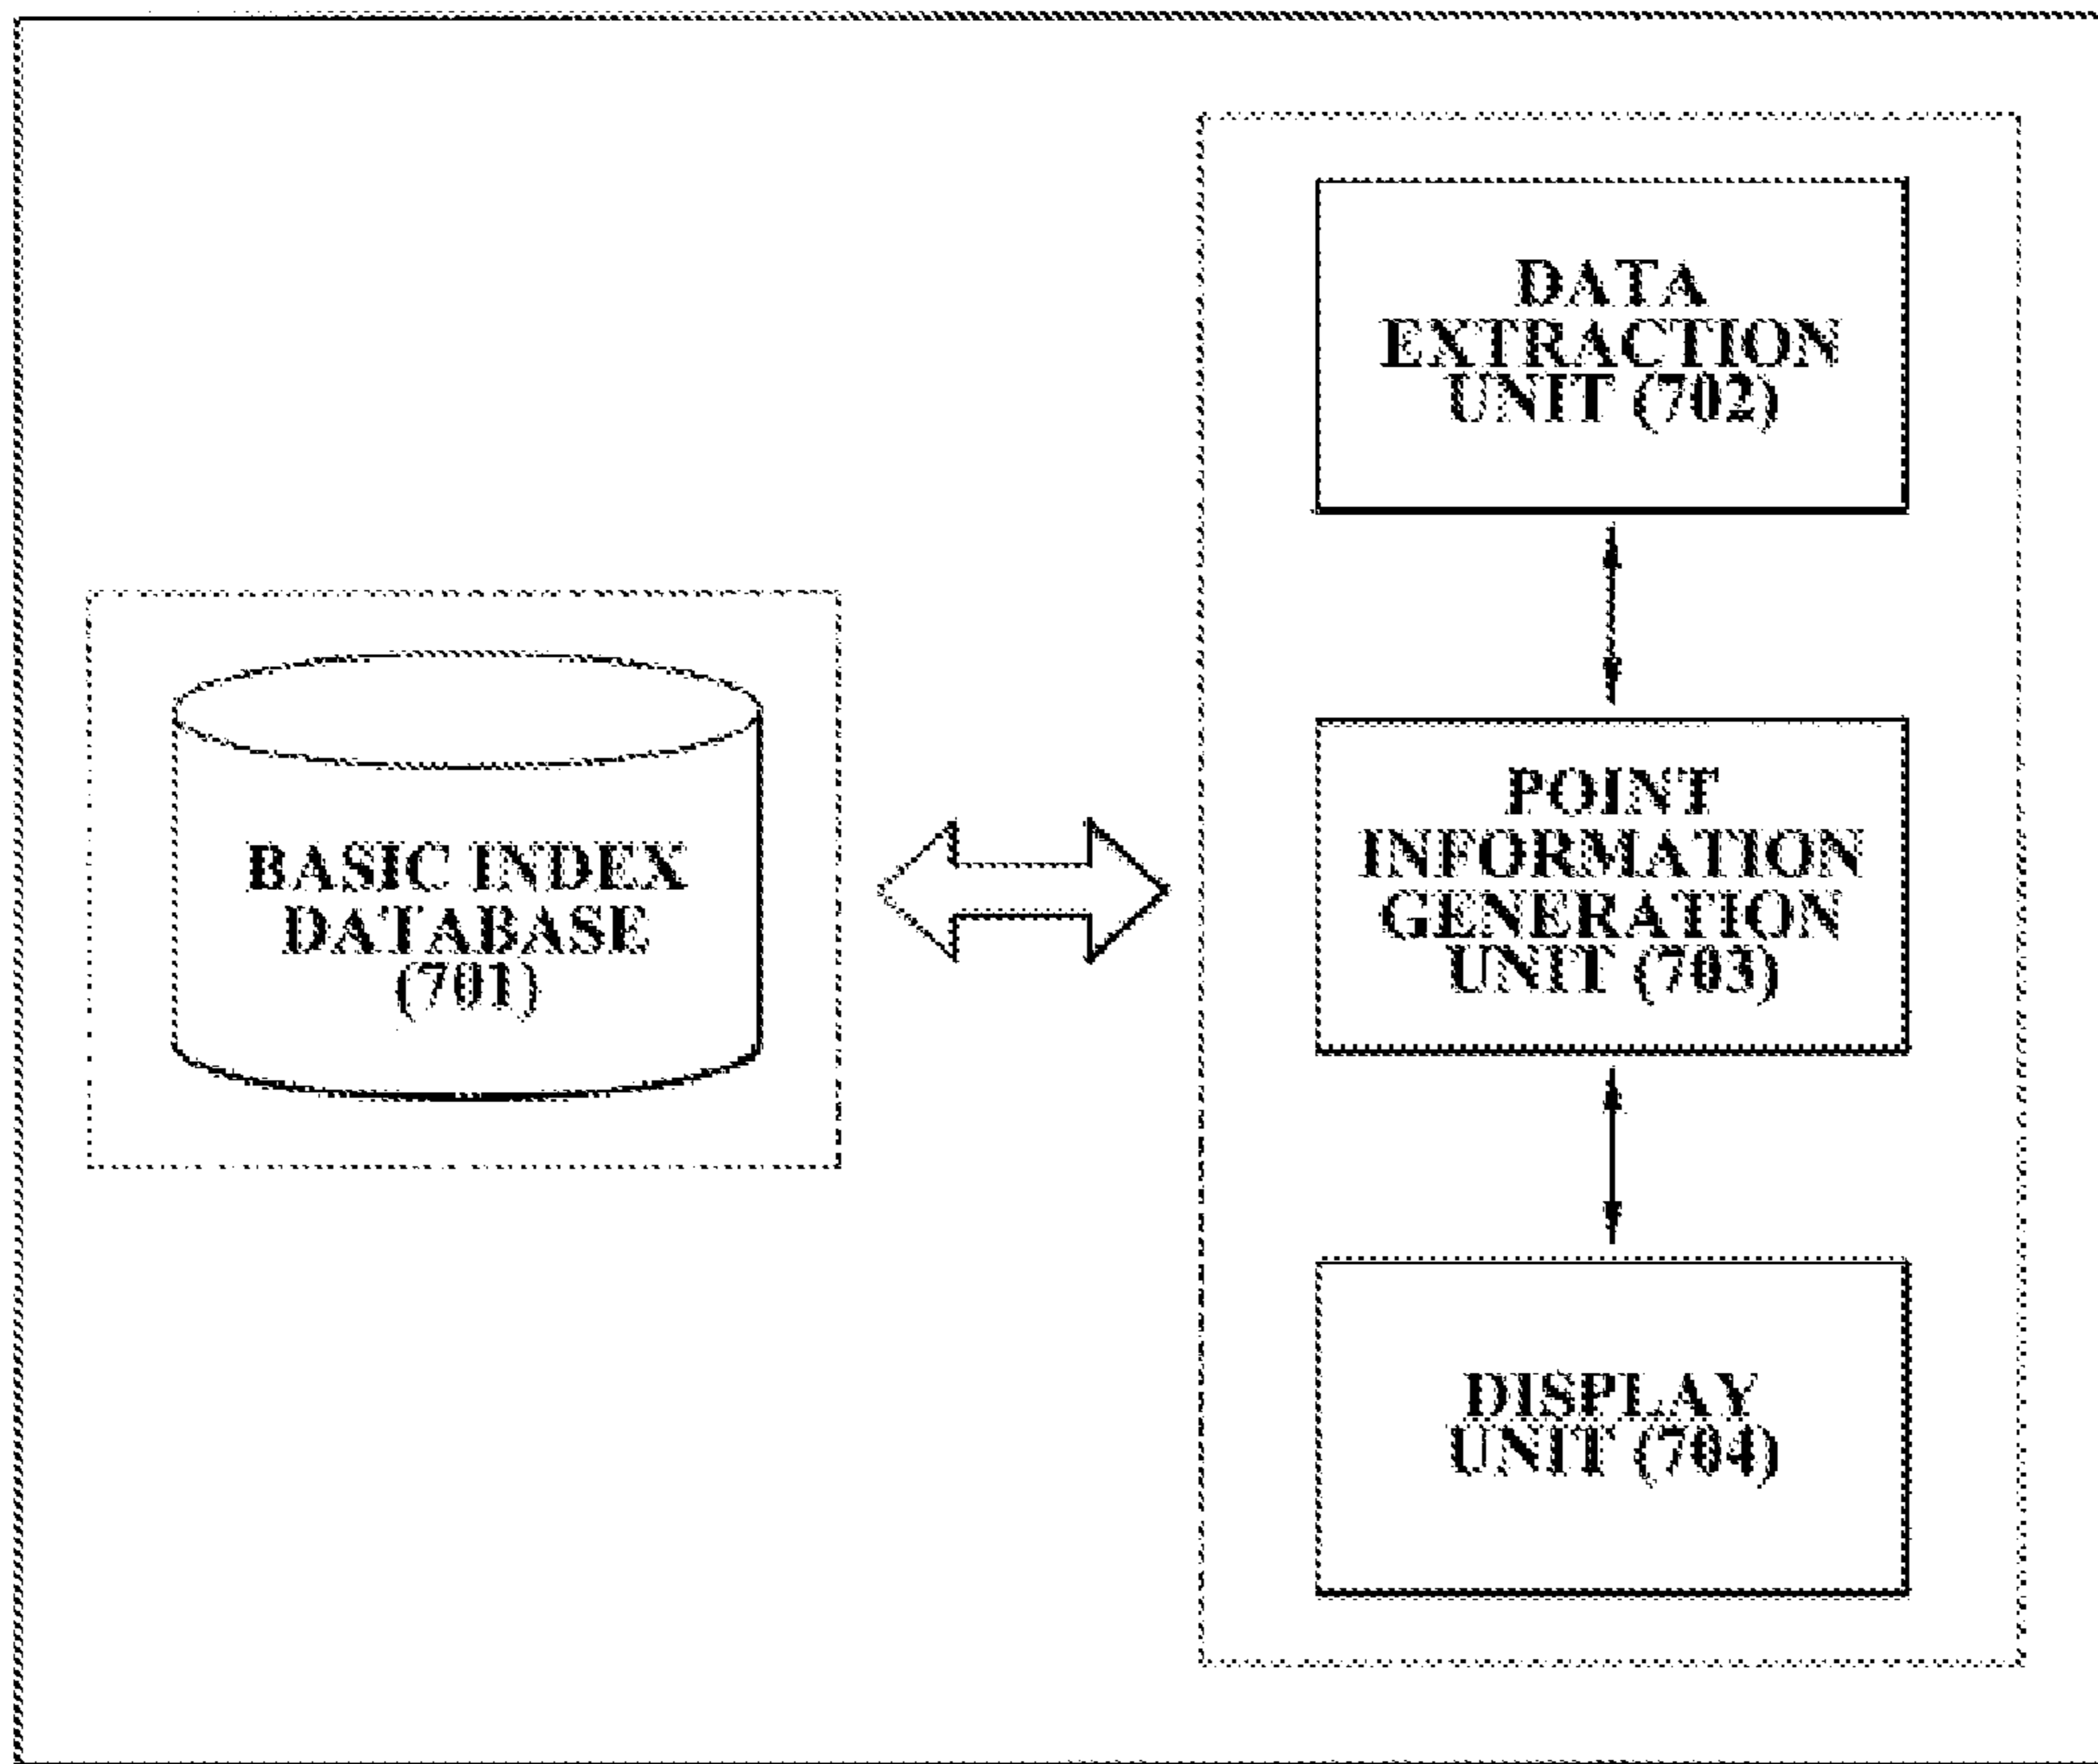 DATA
EXTRACTION
UNIT (702)
BASIC INDEX
DATABASE
(701)
POINT
INFORMATION
GENERATION
UNIT (703)
DISPLAY
UNIT (704)